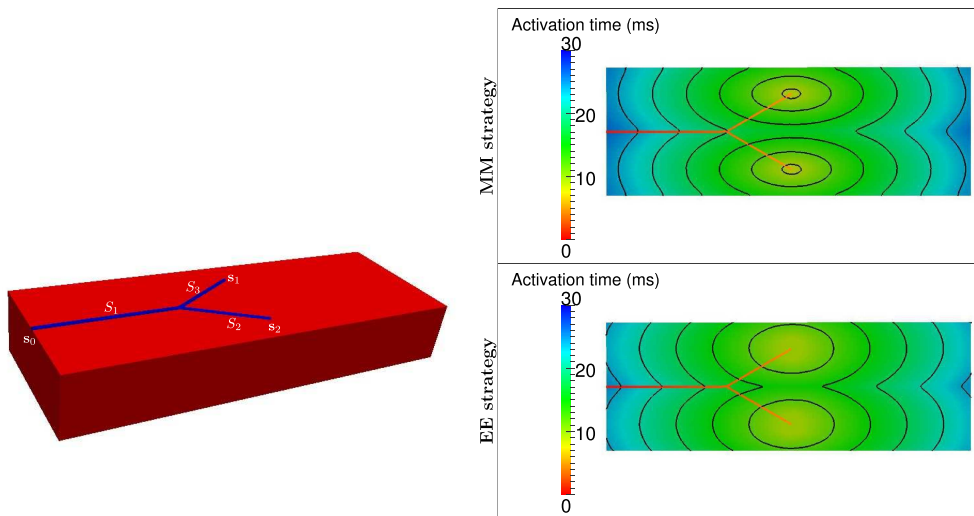 s₀
S₁
S₃
s₁
S₂
s₂
MM strategy
Activation time (ms)
30
20
10
0
EE strategy
Activation time (ms)
30
20
10
0